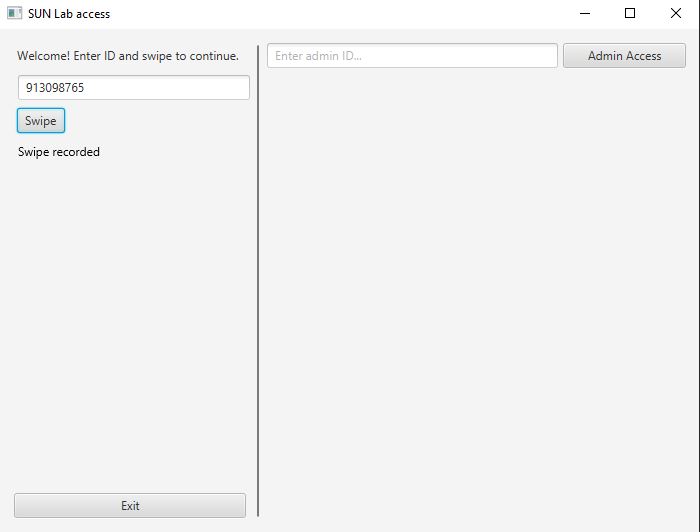 SUN Lab access
Welcome! Enter ID and swipe to continue.
913098765
Swipe
Swipe recorded
Exit
Enter admin ID...
Admin Access